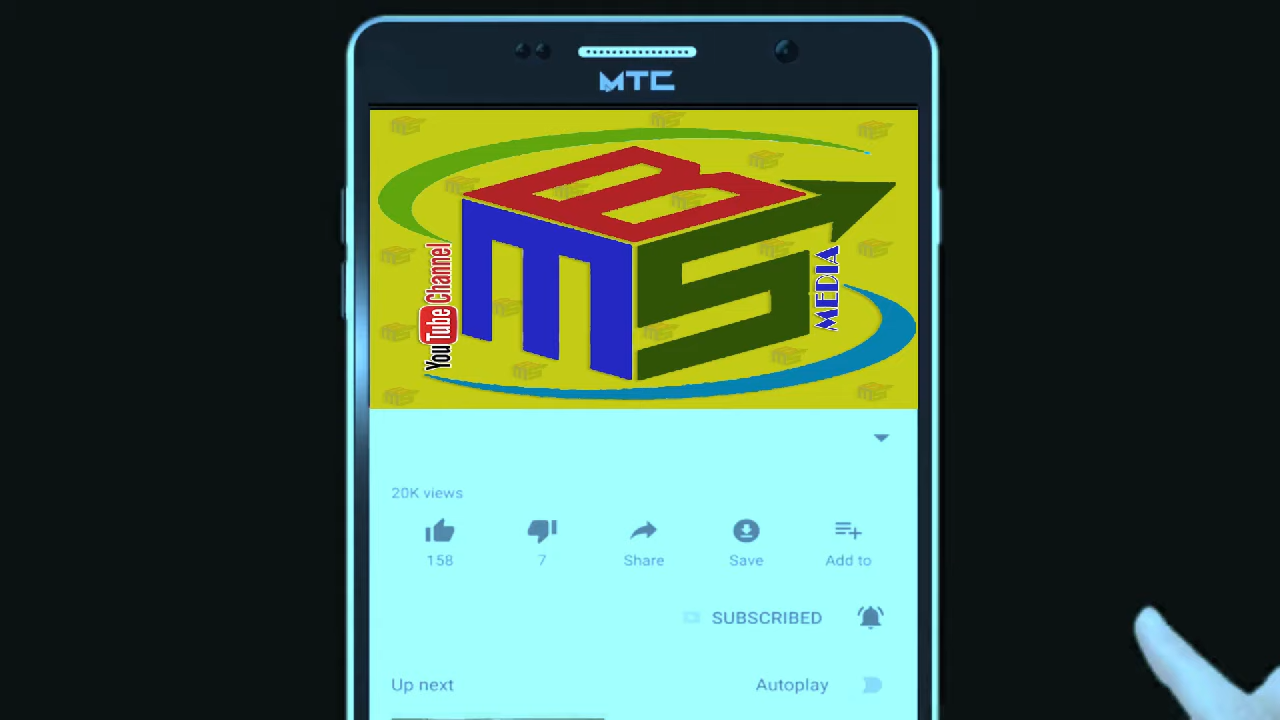 MTC
B
M S
YouTube Channel
MEDIA
20K views
158
7
Share
Save
Add to
SUBSCRIBED
Up next
Autoplay